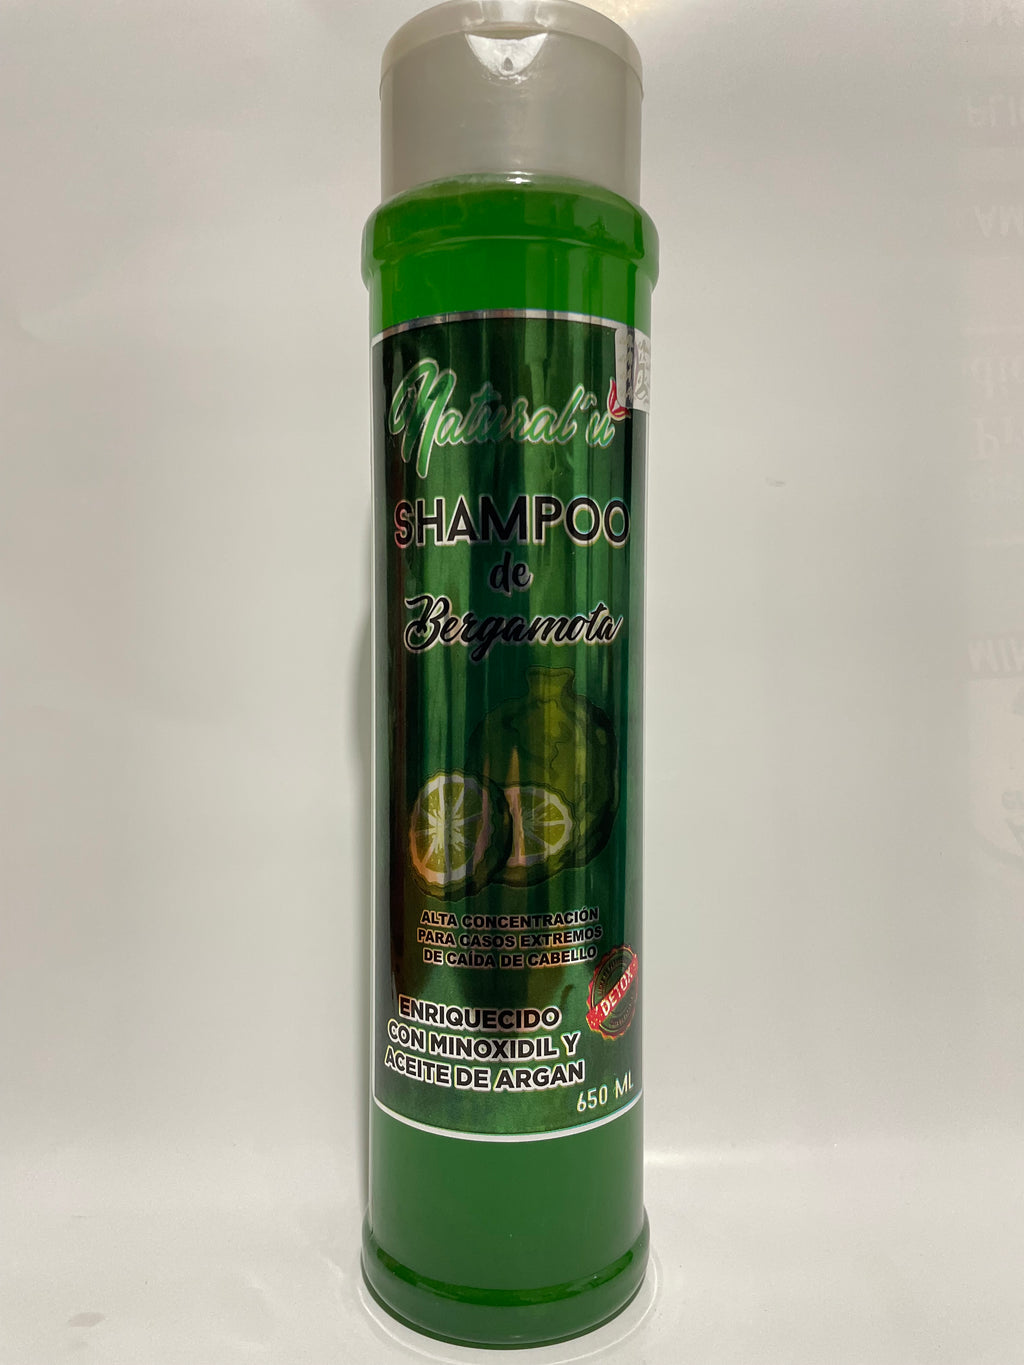 Natural'u
SHAMPOO
de
Bergamota
ALTA CONCENTRACIÓN
PARA CASOS EXTREMOS
DE CAÍDA DE CABELLO
DETOX
ENRIQUECIDO
CON MINOXIDIL Y
ACEITE DE ARGAN
650 ML